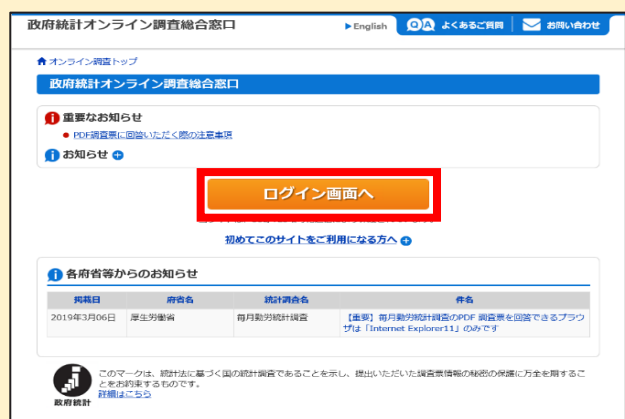 政府統計オンライン調査総合窓口
English
QA よくあるご質問
お問い合わせ
オンライン調査トップ
政府統計オンライン調査総合窓口
重要なお知らせ
PDF調査票に回答いただく際の注意事項
お知らせ
ログイン画面へ
初めてこのサイトをご利用になる方へ
各府省等からのお知らせ
掲載日 府省名 統計調査名 件名
2019年3月06日 厚生労働省 毎月勤労統計調査 【重要】毎月勤労統計調査のPDF 調査票を回答できるブラウ
ザは「Internet Explorer11」のみです
このマークは、統計法に基づく国の統計調査であることを示し、提出いただいた調査票情報の秘密の保護に万全を期するこ
とをお約束するものです。
詳細はこちら
政府統計